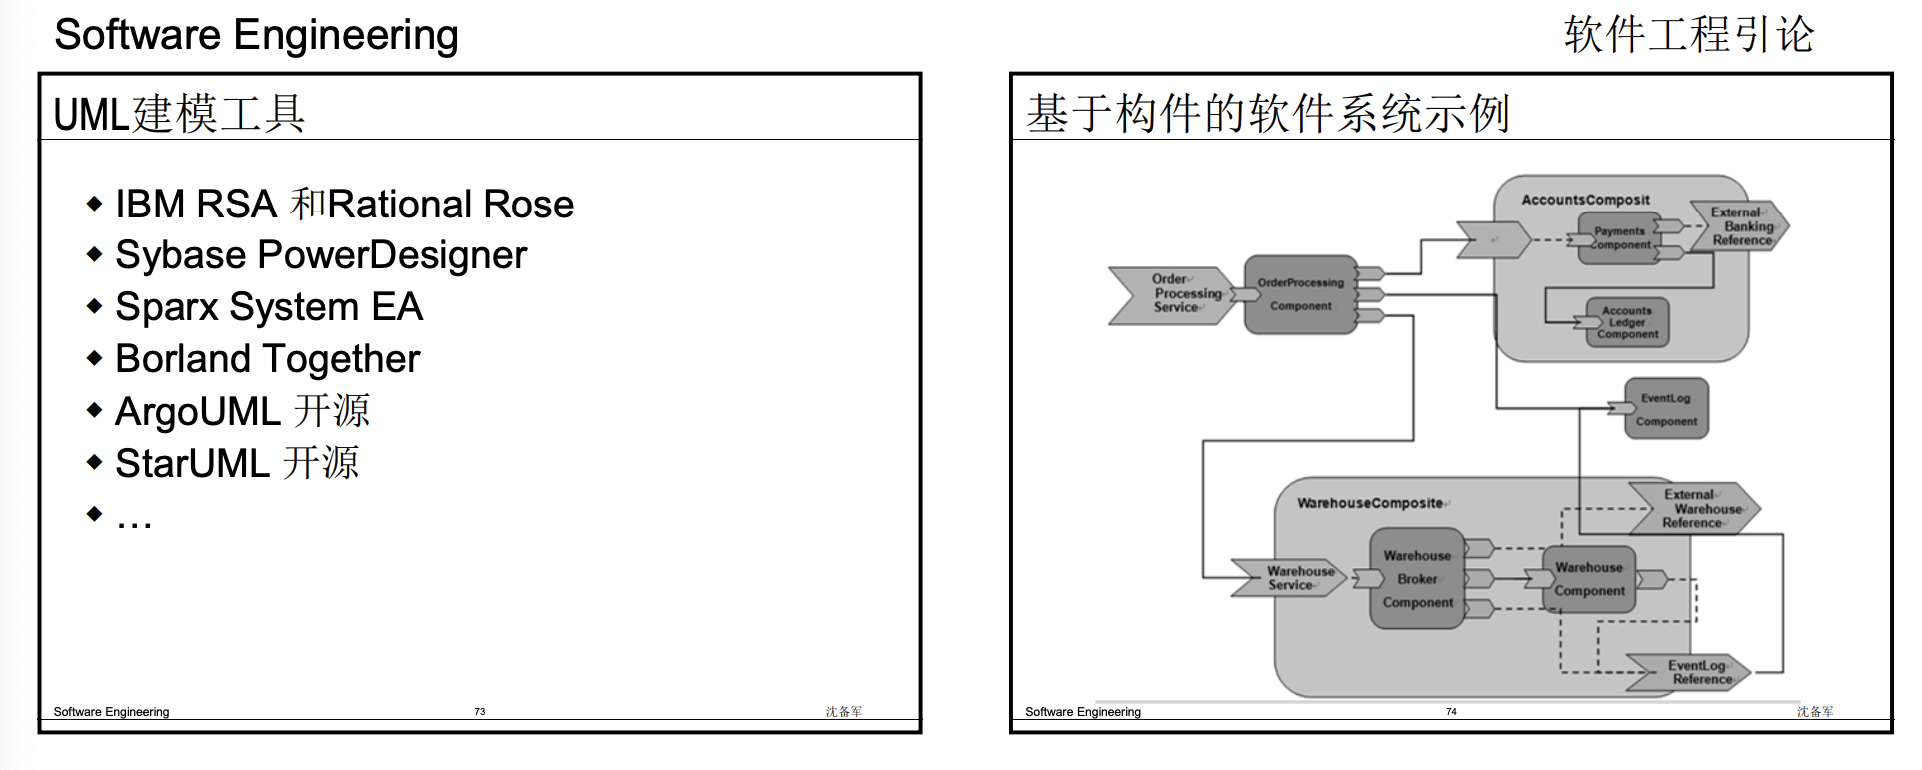 Software Engineering
软件工程引论
UML建模工具
IBM RSA 和Rational Rose
Sybase PowerDesigner
Sparx System EA
Borland Together
ArgoUML 开源
StarUML 开源
…
Software Engineering
73
沈备军
基于构件的软件系统示例
AccountsComposit
External
Banking
Reference
Payments
Component
Order
Processing
Service
OrderProcessing
Component
Accounts
Ledger
Component
EventLog
Component
WarehouseComposite
External
Warehouse
Reference
Warehouse
Service
Warehouse
Broker
Component
Warehouse
Component
EventLog
Reference
Software Engineering
74
沈备军